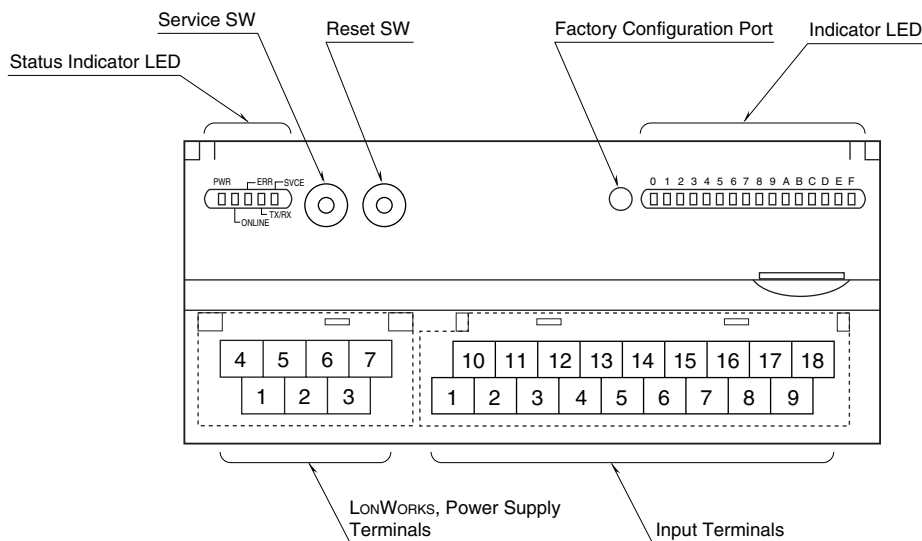 Service SW
Reset SW
Factory Configuration Port
Indicator LED
Status Indicator LED
PWR
ERR
SVCE
TX/RX
ONLINE
0 1 2 3 4 5 6 7 8 9 A B C D E F
4 5 6 7
1 2 3
10 11 12 13 14 15 16 17 18
1 2 3 4 5 6 7 8 9
LONWORKS, Power Supply
Terminals
Input Terminals